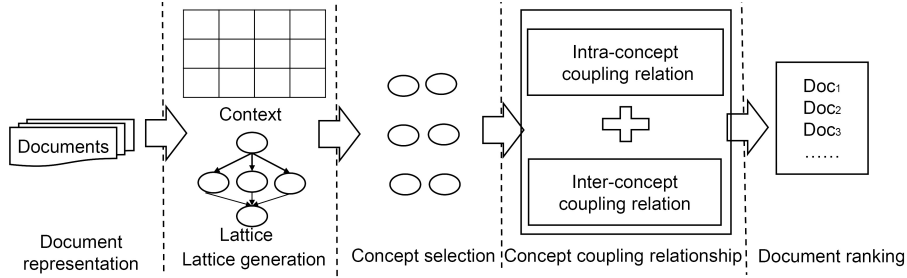 Documents
Document
representation
Context
Lattice
Lattice generation
Concept selection
Intra-concept
coupling relation
Inter-concept
coupling relation
Concept coupling relationship
Doc1
Doc2
Doc3
......
Document ranking